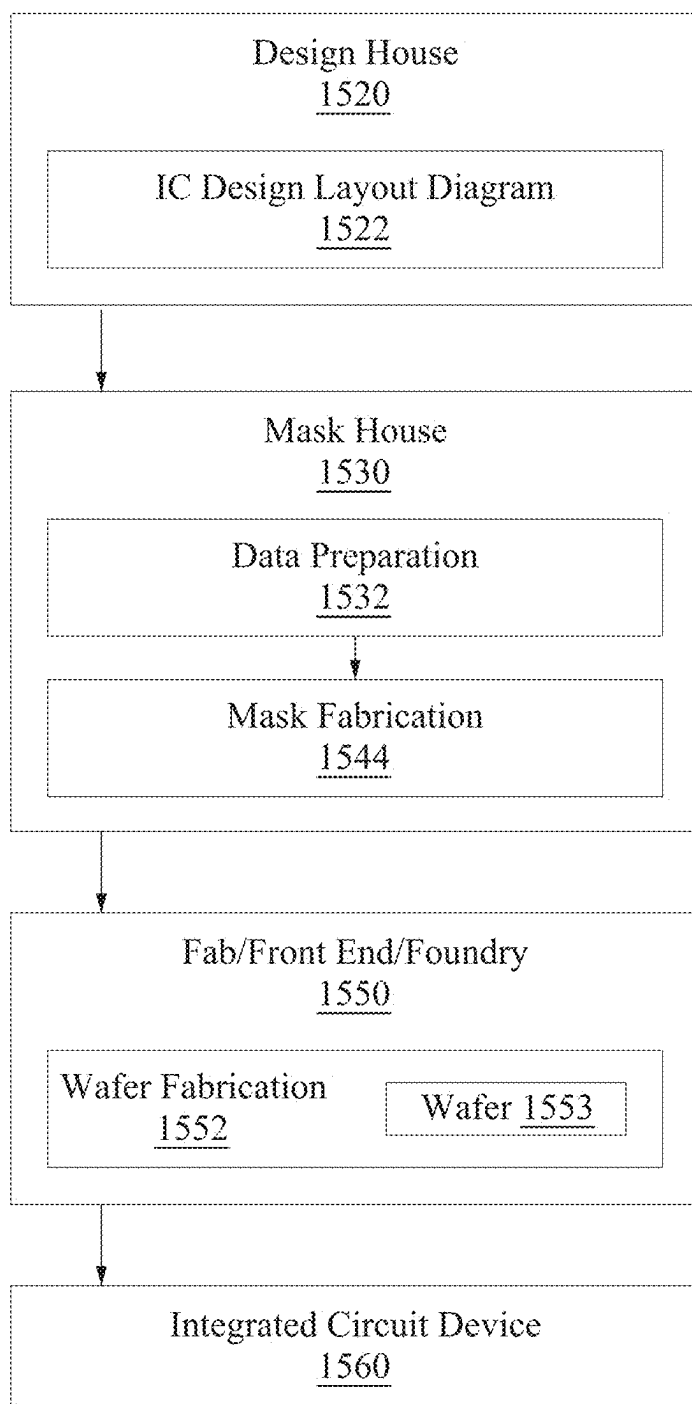 Design House
1520
IC Design Layout Diagram
1522
Mask House
1530
Data Preparation
1532
Mask Fabrication
1544
Fab/Front End/Foundry
1550
Wafer Fabrication
1552
Wafer 1553
Integrated Circuit Device
1560